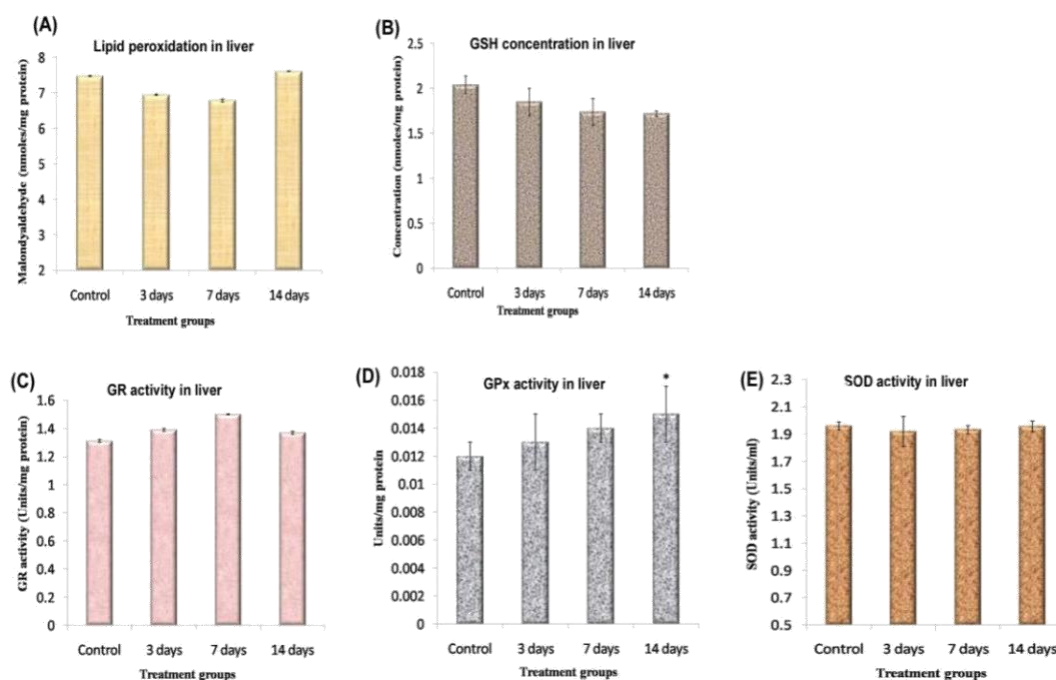 (A)
Lipid peroxidation in liver
Malondyaldehyde (nmoles/mg protein)
8
7
6
5
4
3
2
Control 3 days 7 days 14 days
Treatment groups
(B)
GSH concentration in liver
Concentration (nmoles/mg protein)
2.5
2
1.5
1
0.5
0
Control 3 days 7 days 14 days
Treatment groups
(C)
GR activity in liver
GR activity (Units/mg protein)
1.6
1.4
1.2
1
0.8
0.6
0.4
0.2
0
Control 3 days 7 days 14 days
Treatment groups
(D)
GPx activity in liver
Units/mg protein
0.018
0.016
0.014
0.012
0.01
0.008
0.006
0.004
0.002
0
*
Control 3 days 7 days 14 days
Treatment groups
(E)
SOD activity in liver
SOD activity (Units/ml)
2.3
2.1
1.9
1.7
1.5
1.3
1.1
0.9
0.7
0.5
Control 3 days 7 days 14 days
Treatment groups